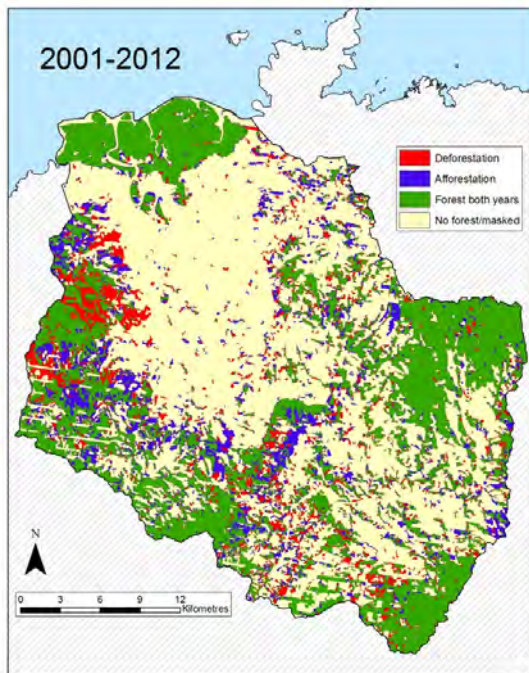 2001-2012
Deforestation
Afforestation
Forest both years
No forest/masked
N
0 3 6 9 12
Kilometres